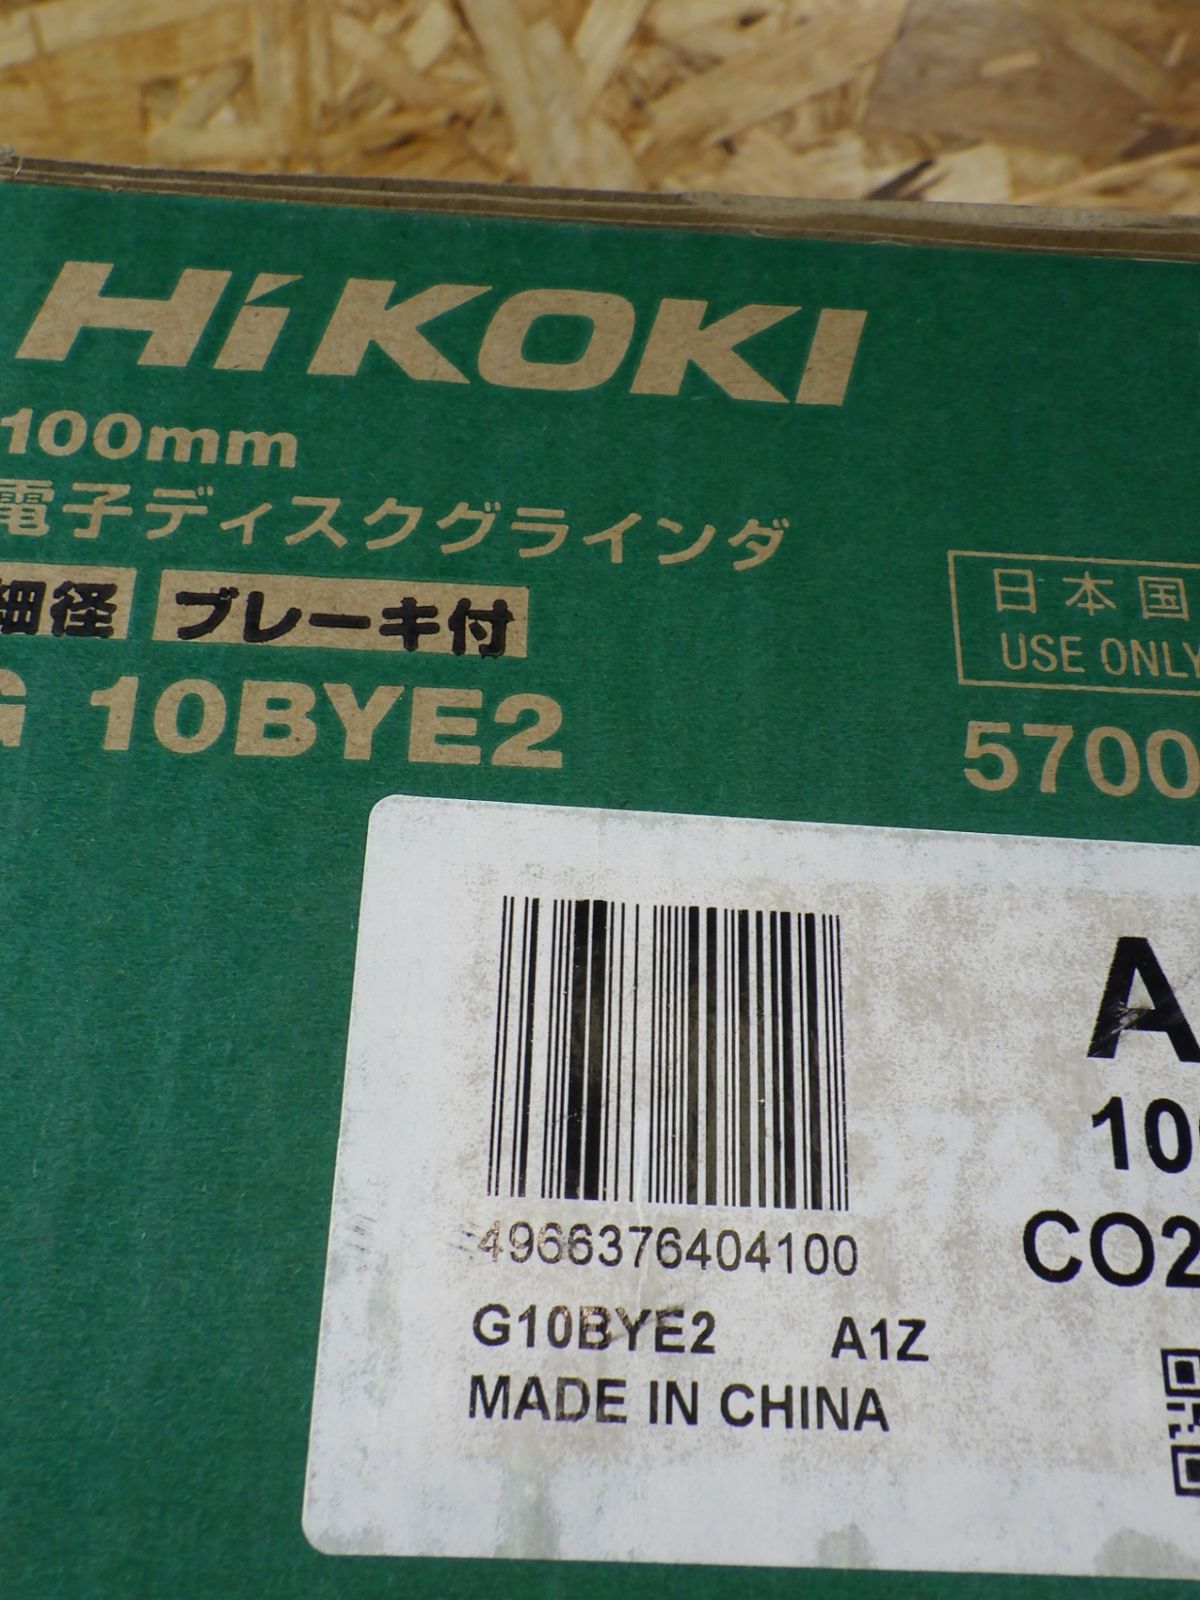 HiKOKI
100mm
電子ディスクグラインダ
細径 ブレーキ付
G 10BYE2
日本国
USE ONLY
5700
4966376404100
G10BYE2 A1Z
MADE IN CHINA
A
10
CO2